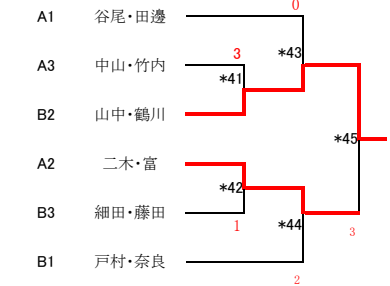 0
A1 谷尾・田邊
*43
3
A3 中山・竹内
*41
B2 山中・鶴川
*45
A2 二木・富
*42
B3 細田・藤田
1
*44
3
B1 戸村・奈良
2